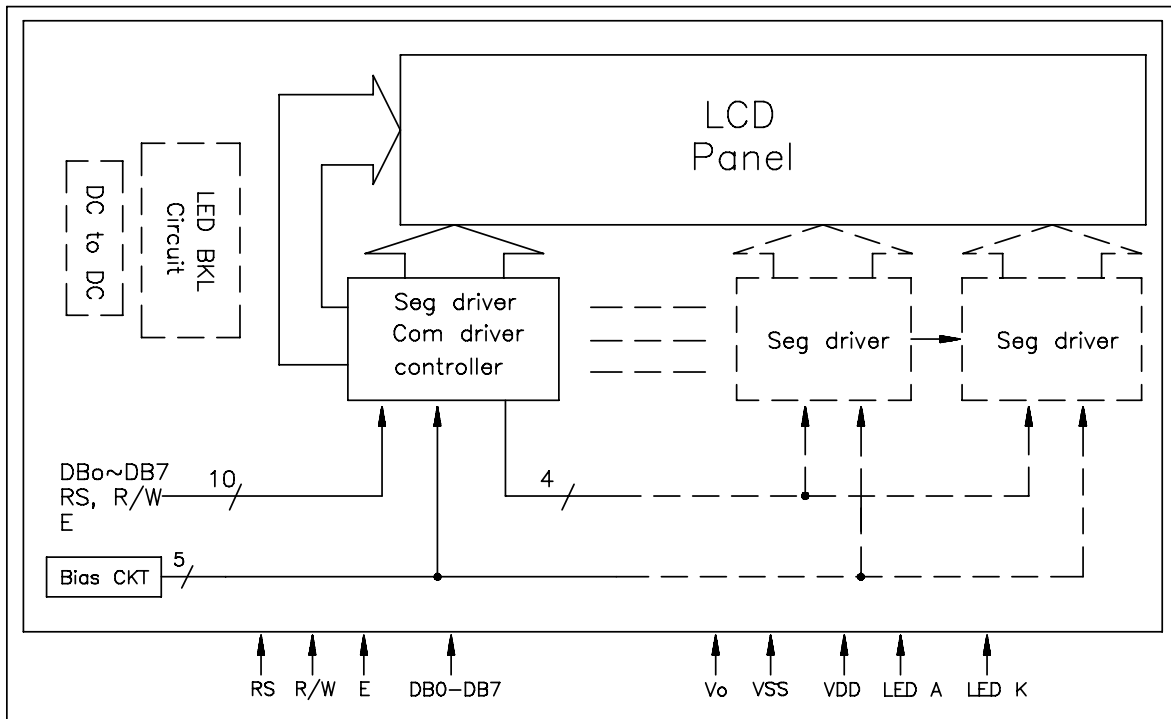 LCD
Panel
DC to DC
LED BKL
Circuit
Seg driver
Com driver
controller
Seg driver
Seg driver
DBo~DB7
RS, R/W
E
10
4
Bias CKT
5
RS
R/W
E
DB0-DB7
Vo
VSS
VDD
LED A
LED K